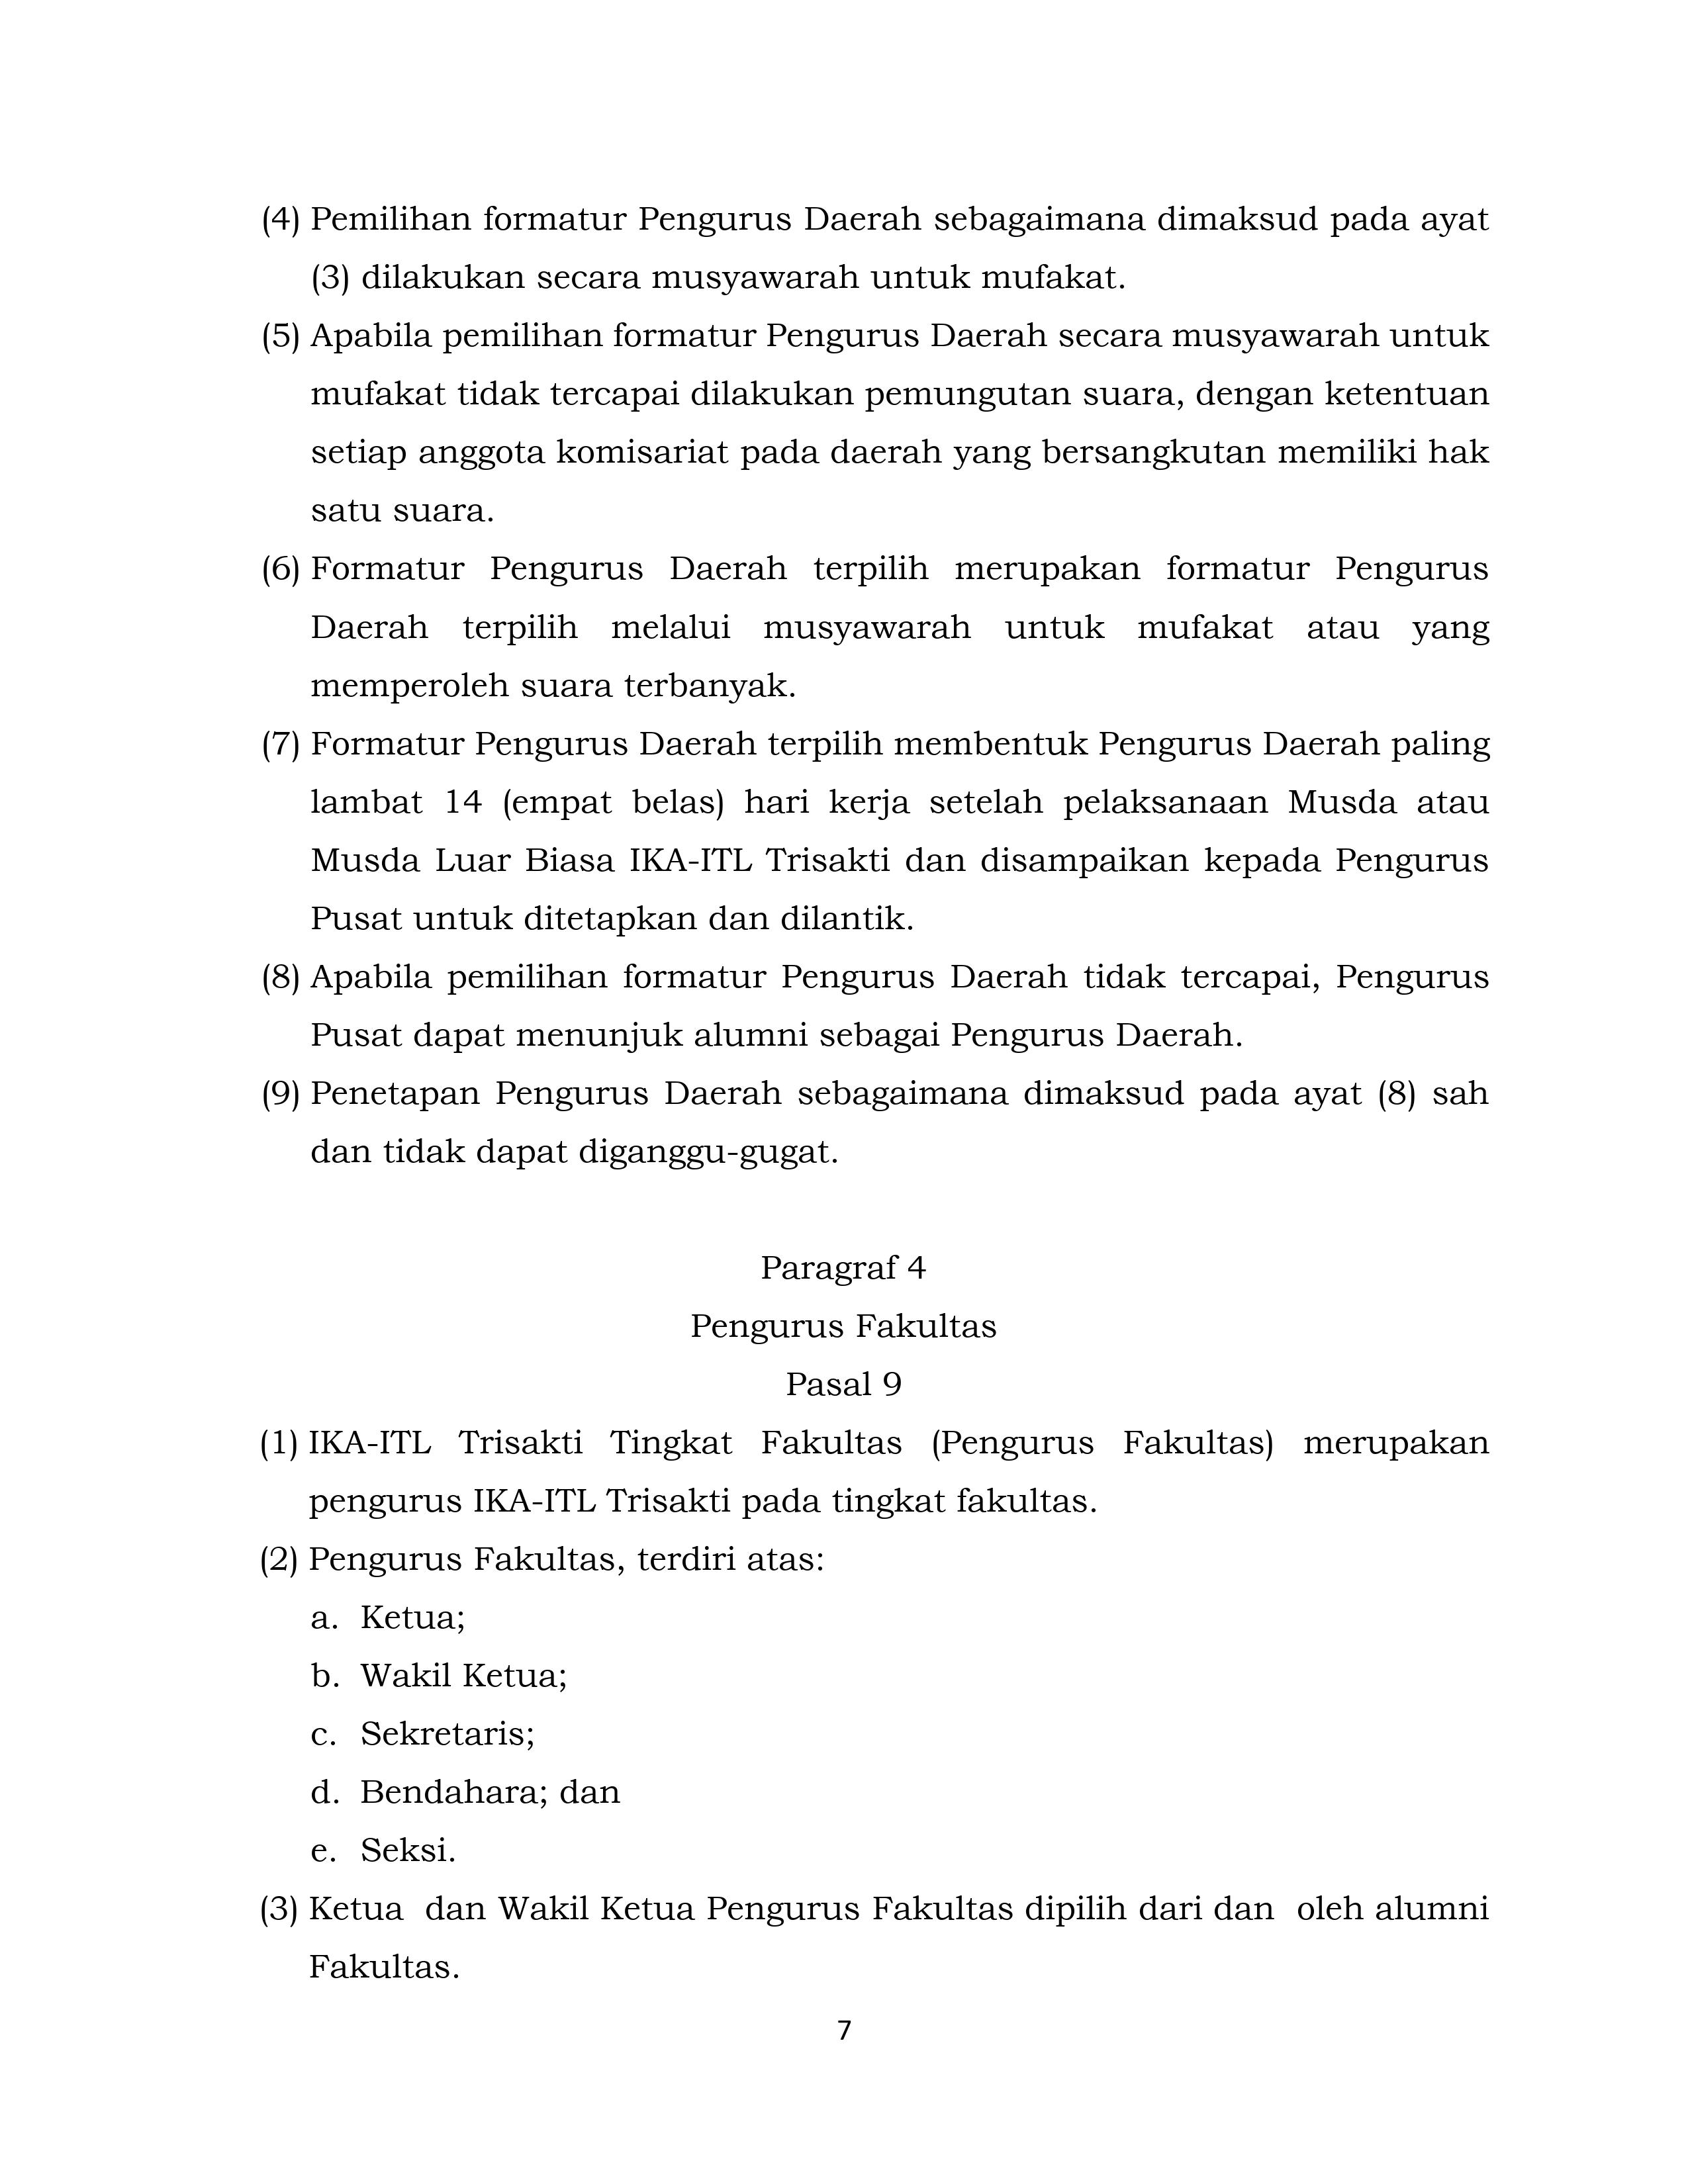 (4) Pemilihan formatur Pengurus Daerah sebagaimana dimaksud pada ayat
(3) dilakukan secara musyawarah untuk mufakat.
(5) Apabila pemilihan formatur Pengurus Daerah secara musyawarah untuk
mufakat tidak tercapai dilakukan pemungutan suara, dengan ketentuan
setiap anggota komisariat pada daerah yang bersangkutan memiliki hak
satu suara.
(6) Formatur Pengurus Daerah terpilih merupakan formatur Pengurus
Daerah terpilih melalui musyawarah untuk mufakat atau yang
memperoleh suara terbanyak.
(7) Formatur Pengurus Daerah terpilih membentuk Pengurus Daerah paling
lambat 14 (empat belas) hari kerja setelah pelaksanaan Musda atau
Musda Luar Biasa IKA-ITL Trisakti dan disampaikan kepada Pengurus
Pusat untuk ditetapkan dan dilantik.
(8) Apabila pemilihan formatur Pengurus Daerah tidak tercapai, Pengurus
Pusat dapat menunjuk alumni sebagai Pengurus Daerah.
(9) Penetapan Pengurus Daerah sebagaimana dimaksud pada ayat (8) sah
dan tidak dapat diganggu-gugat.
Paragraf 4
Pengurus Fakultas
Pasal 9
(1) IKA-ITL Trisakti Tingkat Fakultas (Pengurus Fakultas) merupakan
pengurus IKA-ITL Trisakti pada tingkat fakultas.
(2) Pengurus Fakultas, terdiri atas:
a. Ketua;
b. Wakil Ketua;
c. Sekretaris;
d. Bendahara; dan
e. Seksi.
(3) Ketua dan Wakil Ketua Pengurus Fakultas dipilih dari dan oleh alumni
Fakultas.
7